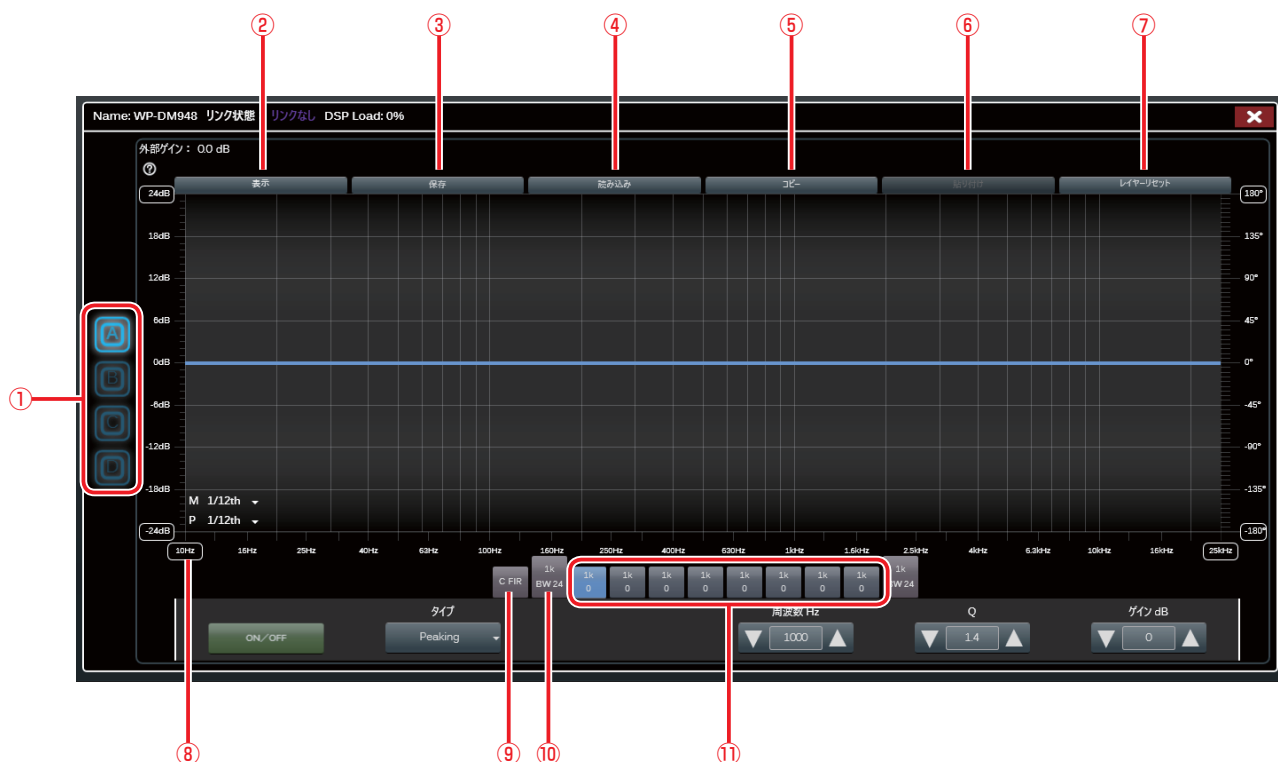 ② ③ ④ ⑤ ⑥ ⑦
Name: WP-DM948 リンク状態 リンクなし DSP Load: 0%
外部ゲイン： 0.0 dB
表示 保存 読み込み コピー 貼り付け レイヤーリセット
24dB 180°
18dB 135°
12dB 90°
6dB 45°
A
0dB 0°
B
①
-6dB -45°
C
-12dB -90°
D
-18dB -135°
M 1/12th
P 1/12th
-24dB -180°
10Hz 16Hz 25Hz 40Hz 63Hz 100Hz 160Hz 250Hz 400Hz 630Hz 1kHz 1.6kHz 2.5kHz 4kHz 6.3kHz 10kHz 16kHz 25kHz
C FIR 1k 1k 1k 1k 1k 1k 1k 1k 1k 1k
BW 24 0 0 0 0 0 0 0 0 BW 24
タイプ 周波数 Hz Q ゲイン dB
ON／OFF Peaking 1000 1.4 0
⑧ ⑨ ⑩ ⑪